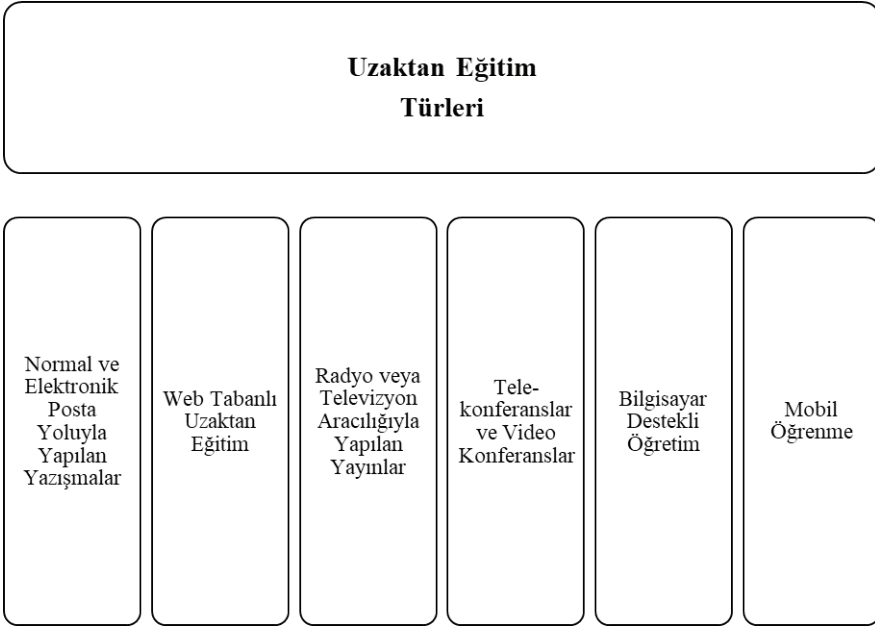 Uzaktan Eğitim
Türleri
Normal ve
Elektronik
Posta
Yoluyla
Yapılan
Yazışmalar
Web Tabanlı
Uzaktan
Eğitim
Radyo veya
Televizyon
Aracılığıyla
Yapılan
Yayınlar
Tele-
konferanslar
ve Video
Konferanslar
Bilgisayar
Destekli
Öğretim
Mobil
Öğrenme